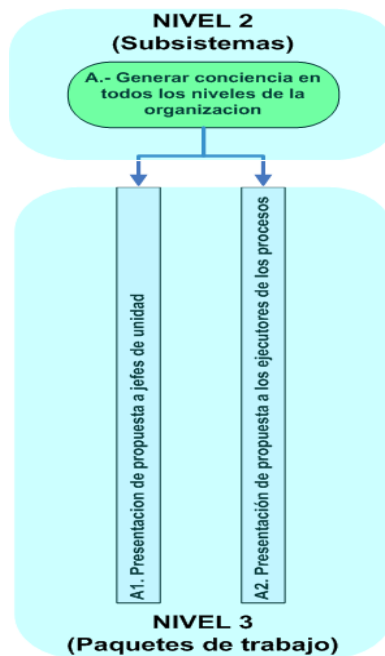 NIVEL 2
(Subsistemas)
A.- Generar conciencia en
todos los niveles de la
organizacion
A1. Presentacion de propuesta a jefes de unidad
A2. Presentación de propuesta a los ejecutores de los procesos
NIVEL 3
(Paquetes de trabajo)